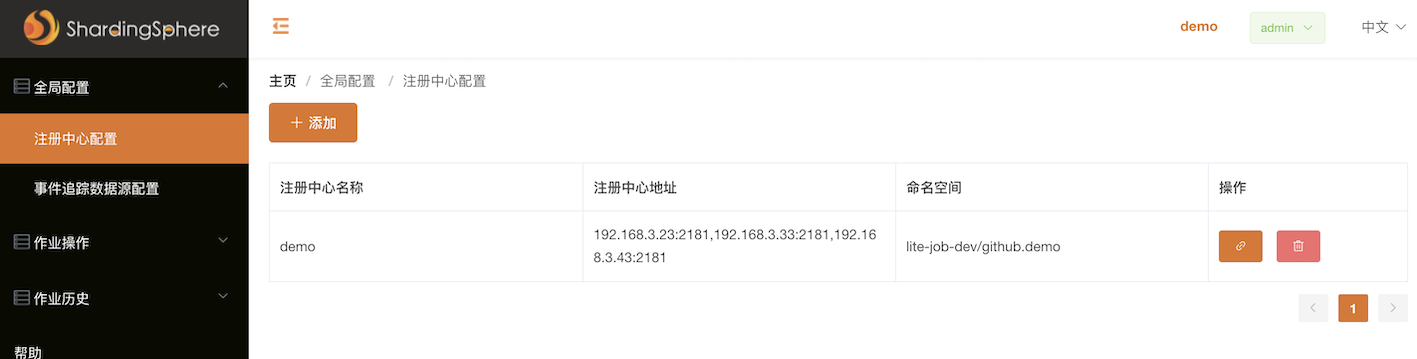 ShardingSphere
demo
admin
中文
全局配置
注册中心配置
事件追踪数据源配置
作业操作
作业历史
帮助
主页 / 全局配置 / 注册中心配置
+ 添加
注册中心名称 注册中心地址 命名空间 操作
demo
192.168.3.23:2181,192.168.3.33:2181,192.16
8.3.43:2181
lite-job-dev/github.demo
1